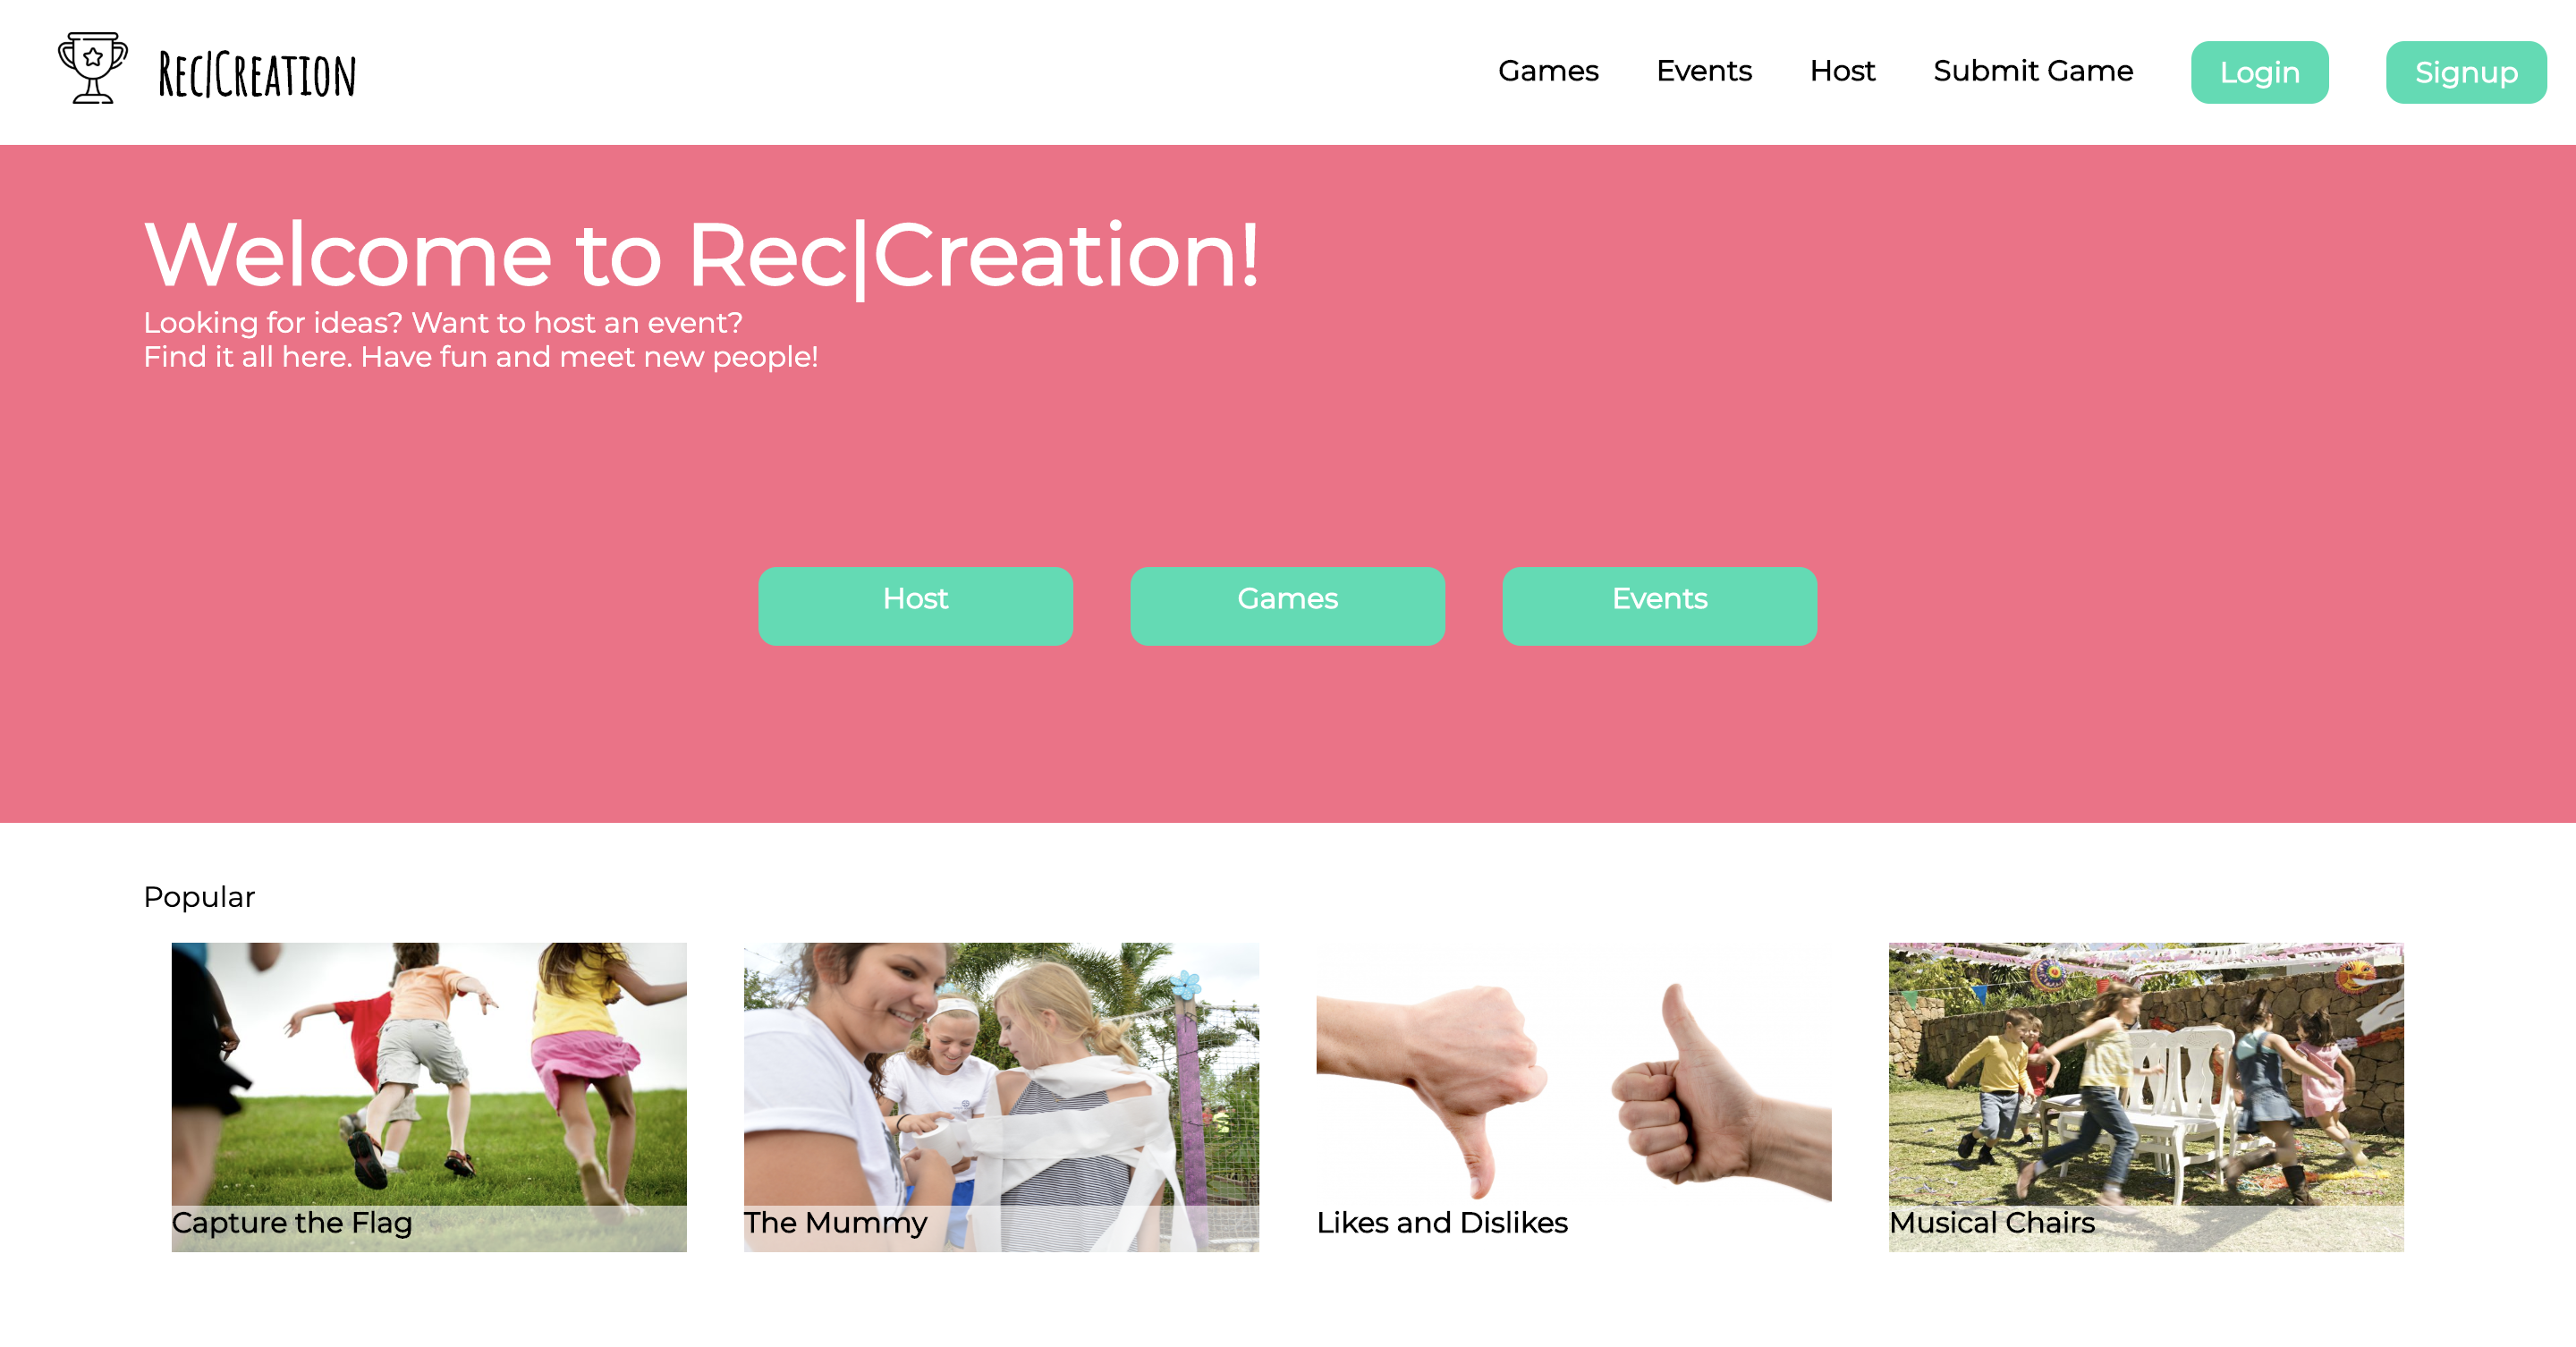 Rec|Creation
Games
Events
Host
Submit Game
Login
Signup
Welcome to Rec|Creation!
Looking for ideas? Want to host an event?
Find it all here. Have fun and meet new people!
Host
Games
Events
Popular
Capture the Flag
The Mummy
Likes and Dislikes
Musical Chairs